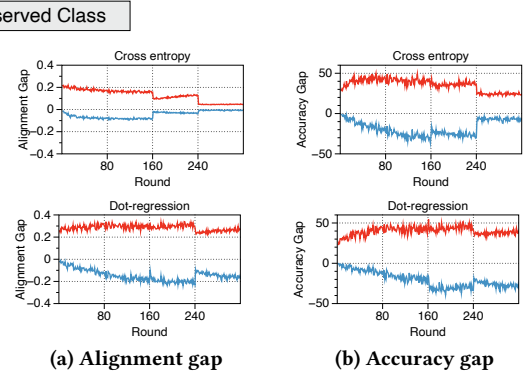 served Class
Cross entropy
0.4
0.2
0
−0.2
−0.4
Alignment Gap
80 160 240
Round
Cross entropy
50
0
−50
Accuracy Gap
80 160 240
Round
Dot-regression
0.4
0.2
0
−0.2
−0.4
Alignment Gap
80 160 240
Round
Dot-regression
50
0
−50
Accuracy Gap
80 160 240
Round
(a) Alignment gap
(b) Accuracy gap